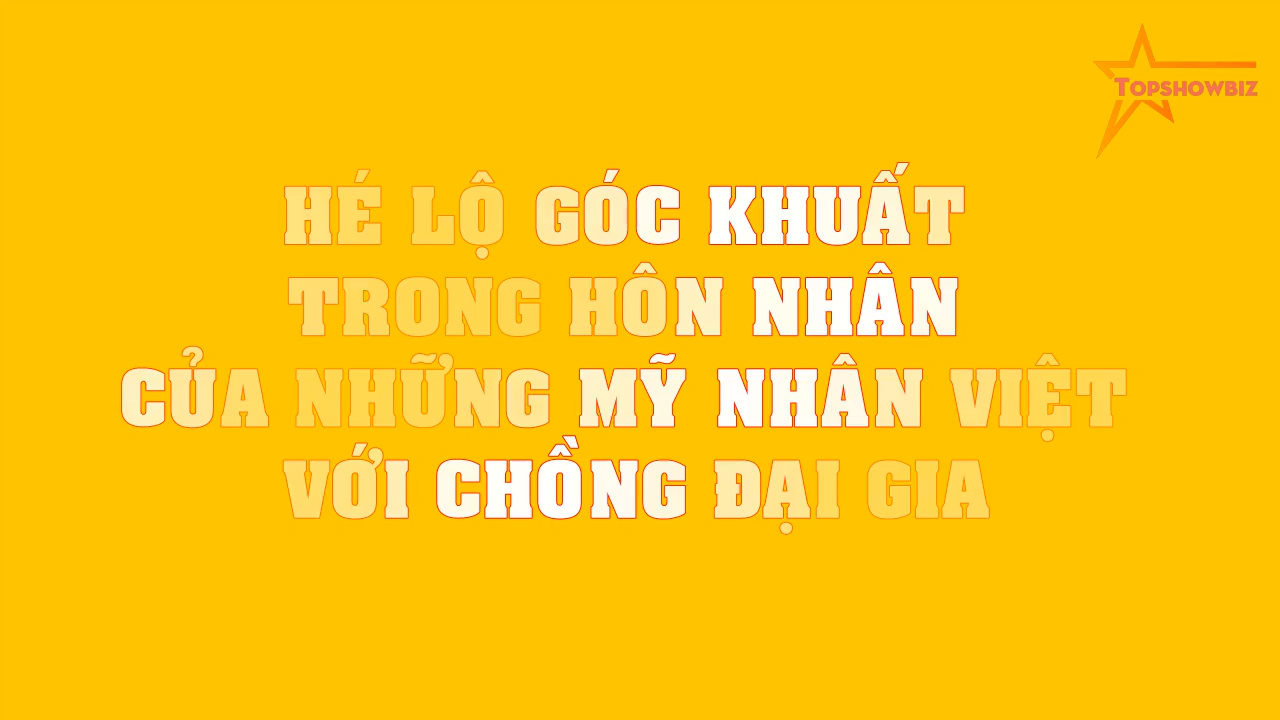 TOPSHOWBIZ
HÉ LỘ GÓC KHUẤT
TRONG HÔN NHÂN
CỦA NHỮNG MỸ NHÂN VIỆT
VỚI CHỒNG ĐẠI GIA